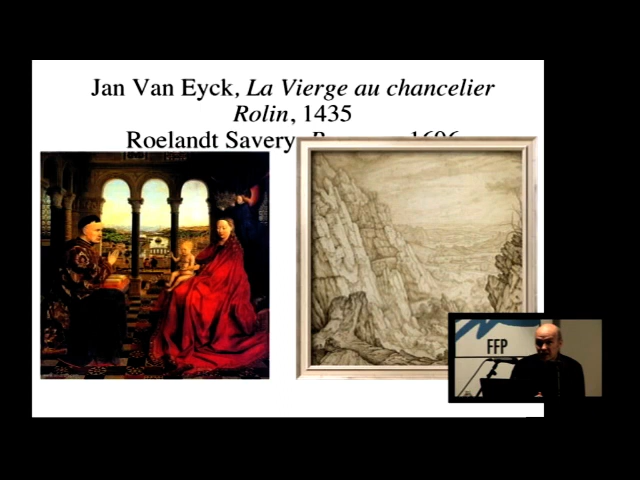 Jan Van Eyck, La Vierge au chancelier
Rolin, 1435
Roelandt Savery
FFP